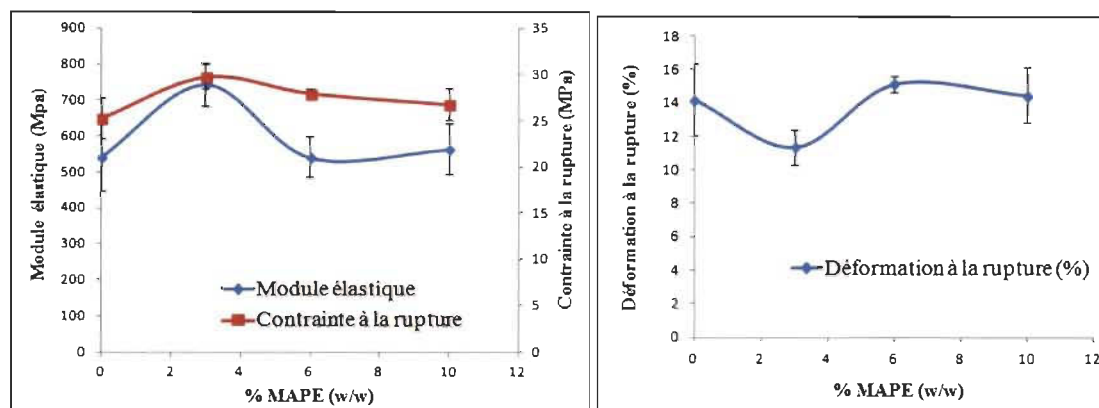 900
800
700
600
500
400
300
200
100
0
Module élastique (Mpa)
35
30
25
20
15
10
5
0
Contrainte à la rupture (MPa)
Module élastique
Contrainte à la rupture
0 2 4 6 8 10 12
% MAPE (w/w)
18
16
14
12
10
8
6
4
2
0
Déformation à la rupture (%)
Déformation à la rupture (%)
0 2 4 6 8 10 12
% MAPE (w/w)